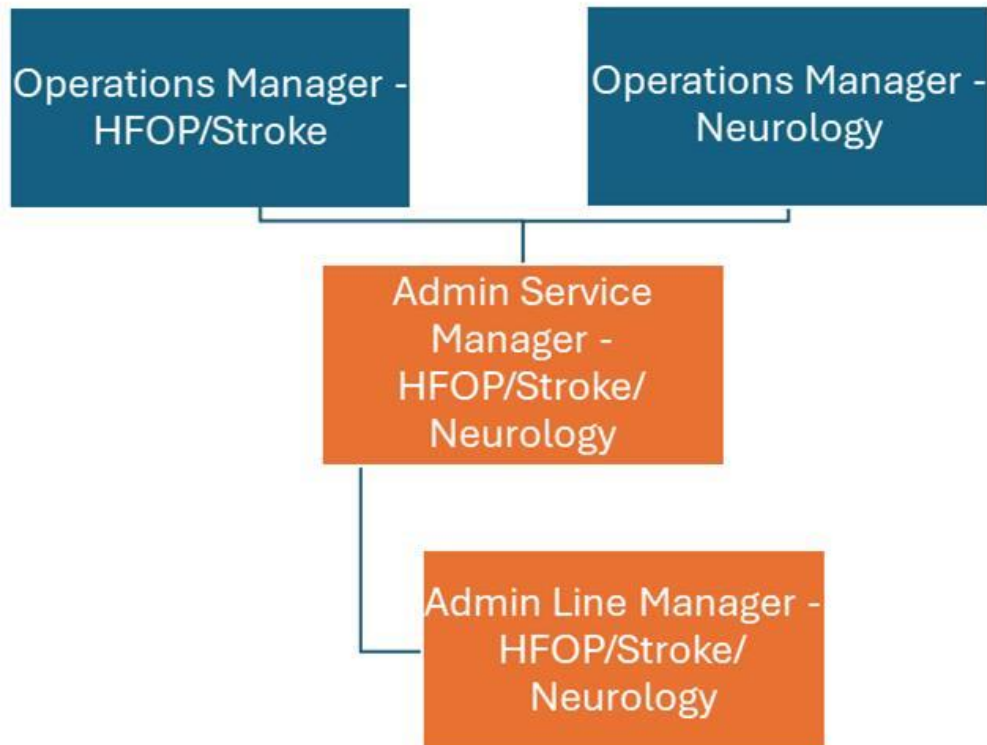 Operations Manager -
HFOP/Stroke
Operations Manager -
Neurology
Admin Service
Manager -
HFOP/Stroke/
Neurology
Admin Line Manager -
HFOP/Stroke/
Neurology